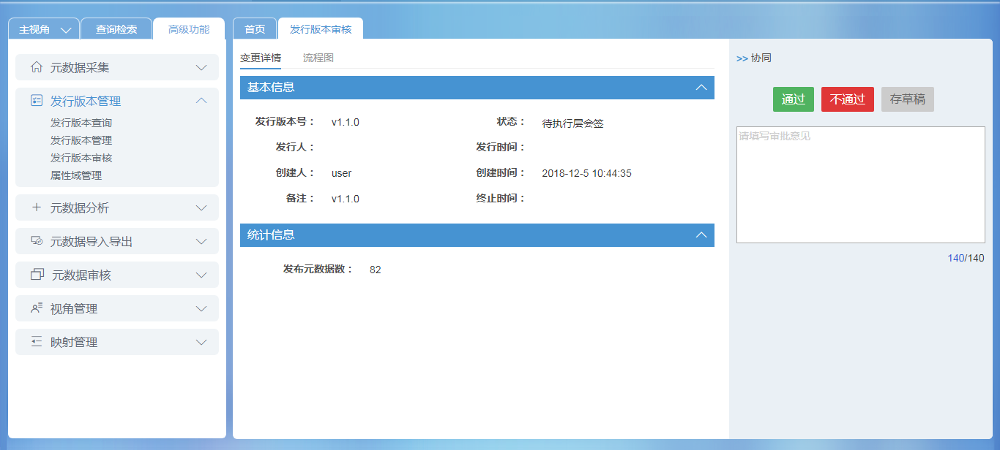 主视角 查询检索 高级功能
首页 发行版本审核
元数据采集
发行版本管理
发行版本查询
发行版本管理
发行版本审核
属性域管理
元数据分析
元数据导入导出
元数据审核
视角管理
映射管理
变更详情 流程图
基本信息
发行版本号： v1.1.0 状态： 待执行层会签
发行人： 发行时间：
创建人： user 创建时间： 2018-12-5 10:44:35
备注： v1.1.0 终止时间：
统计信息
发布元数据数： 82
>> 协同
通过 不通过 存草稿
请填写审批意见
140/140